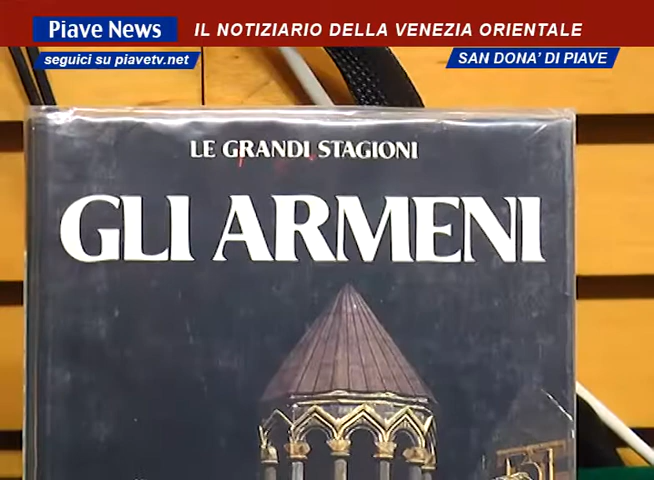 Piave News
IL NOTIZIARIO DELLA VENEZIA ORIENTALE
seguici su piavetv.net
SAN DONA' DI PIAVE
LE GRANDI STAGIONI
GLI ARMENI